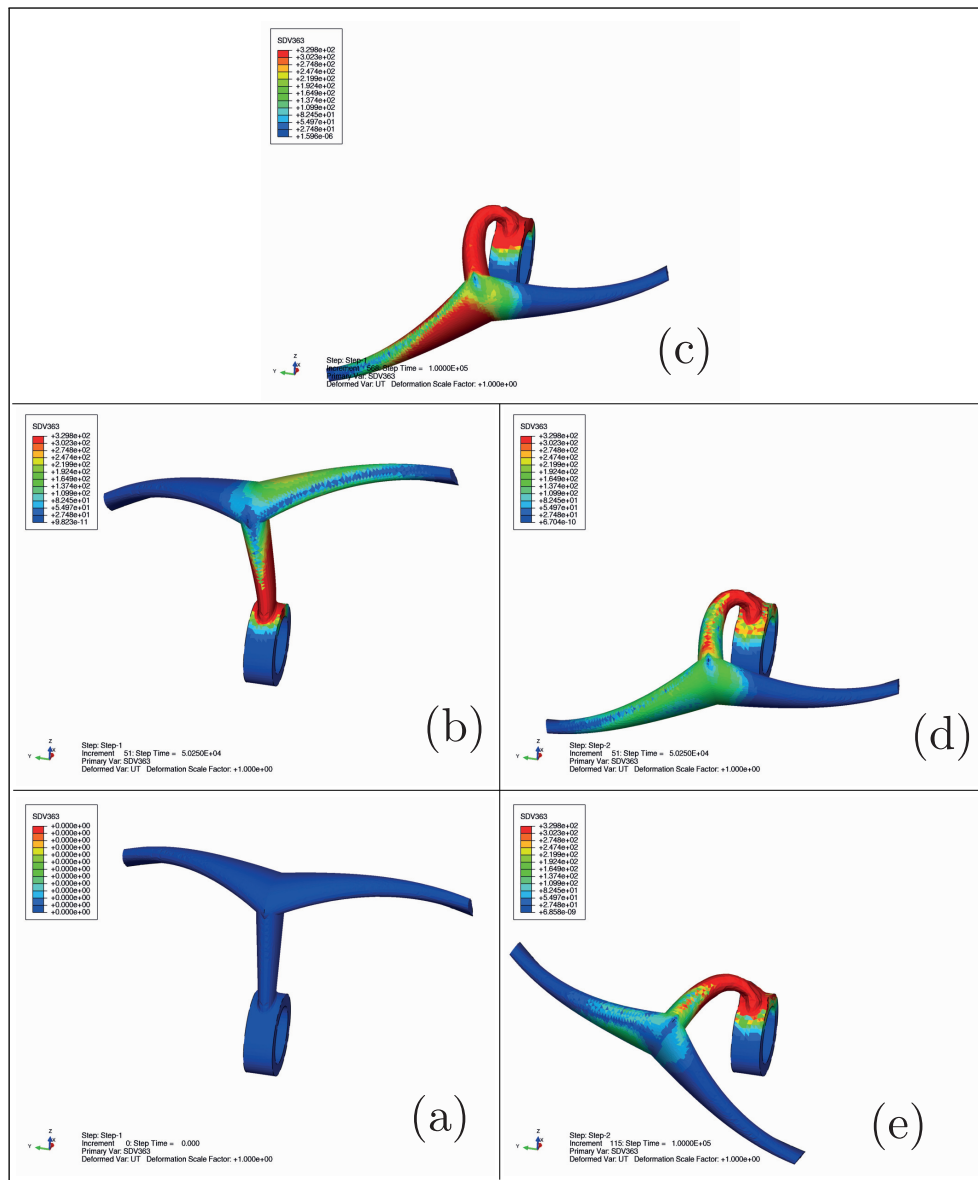 SDV363
+3.298e+02
+3.023e+02
+2.748e+02
+2.474e+02
+2.199e+02
+1.924e+02
+1.649e+02
+1.374e+02
+1.099e+02
+8.245e+01
+5.497e+01
+2.748e+01
+1.596e-06
Z
Y
X
Step: Step-1
Increment 568: Step Time = 1.0000E+05
Primary Var: SDV363
Deformed Var: UT Deformation Scale Factor: +1.000e+00
(c)
SDV363
+3.298e+02
+3.023e+02
+2.748e+02
+2.474e+02
+2.199e+02
+1.924e+02
+1.649e+02
+1.374e+02
+1.099e+02
+8.245e+01
+5.497e+01
+2.748e+01
+9.823e-11
Z
Y
X
Step: Step-1
Increment 51: Step Time = 5.0250E+04
Primary Var: SDV363
Deformed Var: UT Deformation Scale Factor: +1.000e+00
(b)
SDV363
+3.298e+02
+3.023e+02
+2.748e+02
+2.474e+02
+2.199e+02
+1.924e+02
+1.649e+02
+1.374e+02
+1.099e+02
+8.245e+01
+5.497e+01
+2.748e+01
+6.704e-10
Z
Y
X
Step: Step-2
Increment 51: Step Time = 5.0250E+04
Primary Var: SDV363
Deformed Var: UT Deformation Scale Factor: +1.000e+00
(d)
SDV363
+0.000e+00
+0.000e+00
+0.000e+00
+0.000e+00
+0.000e+00
+0.000e+00
+0.000e+00
+0.000e+00
+0.000e+00
+0.000e+00
+0.000e+00
+0.000e+00
+0.000e+00
Z
Y
X
Step: Step-1
Increment 0: Step Time = 0.000
Primary Var: SDV363
Deformed Var: UT Deformation Scale Factor: +1.000e+00
(a)
SDV363
+3.298e+02
+3.023e+02
+2.748e+02
+2.474e+02
+2.199e+02
+1.924e+02
+1.649e+02
+1.374e+02
+1.099e+02
+8.245e+01
+5.497e+01
+2.748e+01
+6.858e-09
Z
Y
X
Step: Step-2
Increment 115: Step Time = 1.0000E+05
Primary Var: SDV363
Deformed Var: UT Deformation Scale Factor: +1.000e+00
(e)